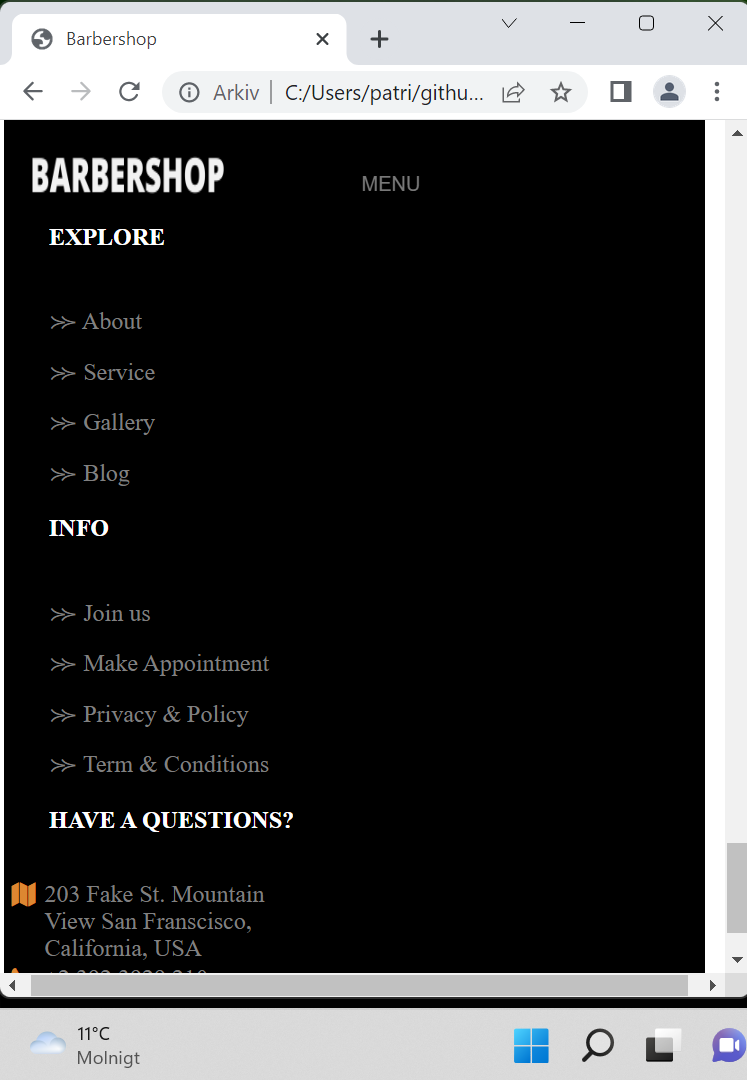 Barbershop
Arkiv C:/Users/patri/githu...
BARBERSHOP
MENU
EXPLORE
About
Service
Gallery
Blog
INFO
Join us
Make Appointment
Privacy & Policy
Term & Conditions
HAVE A QUESTIONS?
203 Fake St. Mountain
View San Franscisco,
California, USA
11°C
Molnigt